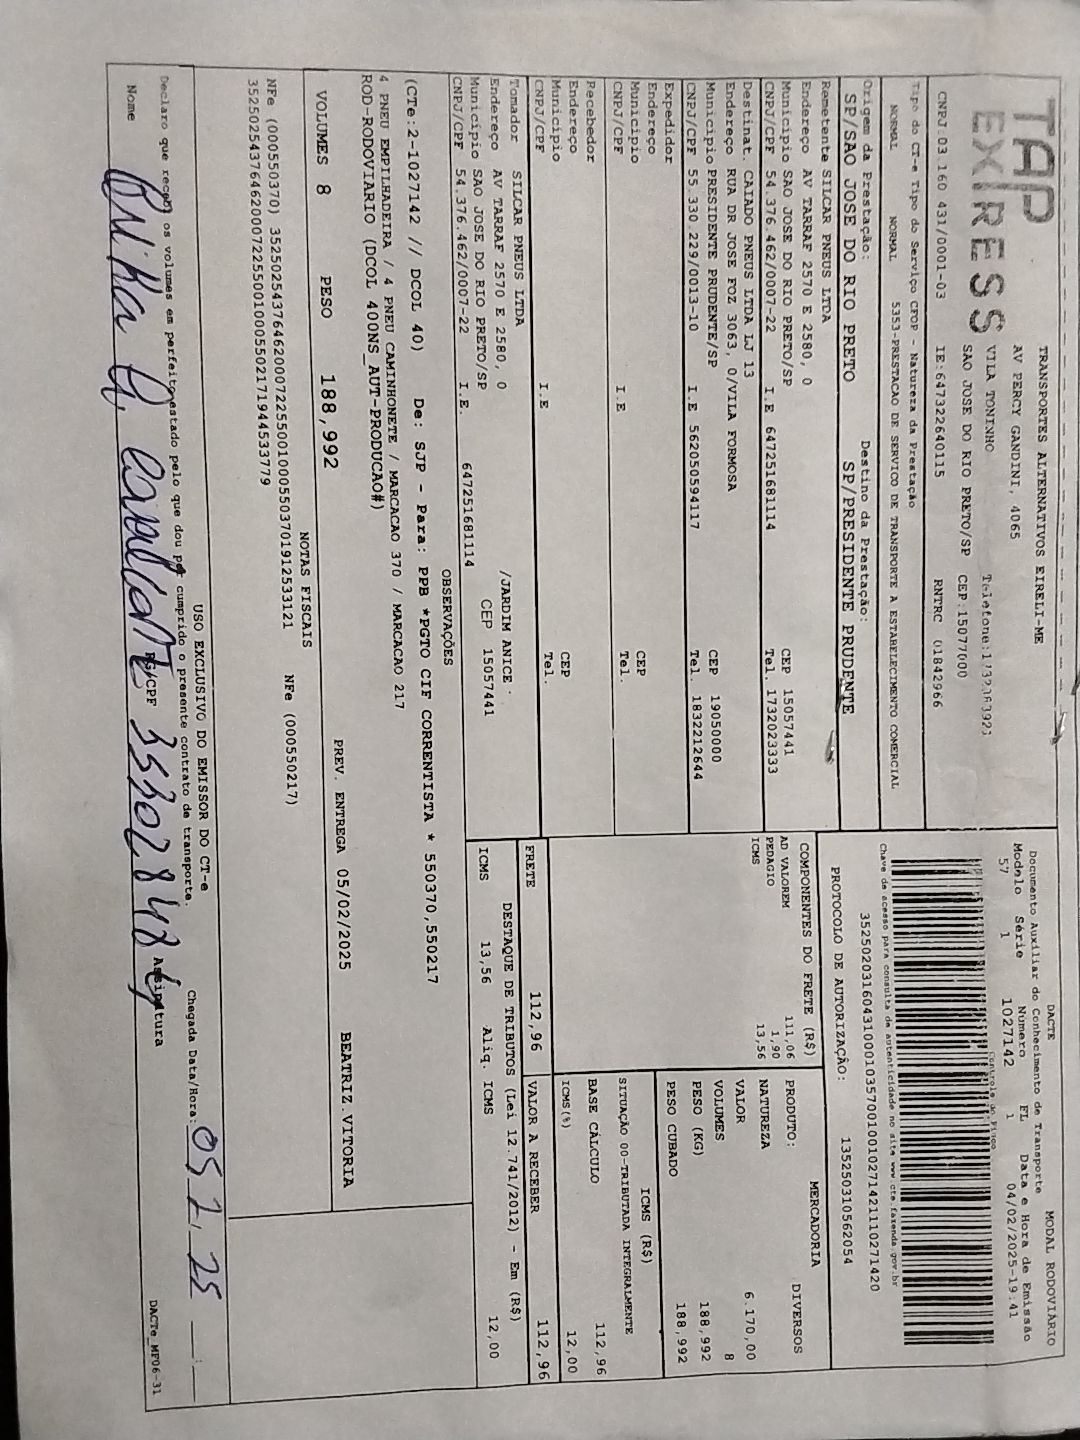 TAP
EXPRESS
TRANSPORTES ALTERNATIVOS EIRELI-ME
AV PERCY GANDINI, 4065
VILA TONINHO
SAO JOSE DO RIO PRETO/SP CEP:15077000
CNPJ:03 160 431/0001-03 IE:647322640115 RNTRC 01842966
Tipo do CT-e Tipo do Serviço CFOP - Natureza da Prestação
NORMAL NORMAL 5353-PRESTACAO DE SERVICO DE TRANSPORTE A ESTABELECIMENTO COMERCIAL
DACTE MODAL RODOVIÁRIO
Documento Auxiliar do Conhecimento de Transporte
Modelo Série Numero FL Data e Hora de Emissão
57 1 1027142 1 04/02/2025-19:41
Controle do Fisco
Chave de acesso para consulta de autenticidade no site www.cte.fazenda.gov.br
35250203160431000103570010010271421110271420
PROTOCOLO DE AUTORIZAÇÃO: 135250310562054
Origem da Prestação: Destino da Prestação:
SP/SAO JOSE DO RIO PRETO SP/PRESIDENTE PRUDENTE
Remetente SILCAR PNEUS LTDA
Endereço AV TARRAF 2570 E 2580, 0
Município SAO JOSE DO RIO PRETO/SP CEP 15057441
CNPJ/CPF 54.376.462/0007-22 I.E 647251681114 Tel. 1732023333
Destinat. CAIADO PNEUS LTDA LJ 13
Endereço RUA DR JOSE FOZ 3063, 0/VILA FORMOSA
Município PRESIDENTE PRUDENTE/SP CEP 19050000
CNPJ/CPF 55.330.229/0013-10 I.E 562050594117 Tel. 1832212644
Expedidor
Endereço
Município CEP
CNPJ/CPF I.E Tel.
Recebedor
Endereço
Município CEP
CNPJ/CPF I.E Tel.
Tomador SILCAR PNEUS LTDA
Endereço AV TARRAF 2570 E 2580, 0 /JARDIM ANICE
Município SAO JOSE DO RIO PRETO/SP CEP 15057441
CNPJ/CPF 54.376.462/0007-22 I.E. 647251681114
COMPONENTES DO FRETE (R$)
AD VALOREM 111,06
PEDAGIO 1,90
ICMS 13,56
MERCADORIA
PRODUTO: DIVERSOS
NATUREZA
VALOR 6.170,00
VOLUMES 8
PESO (KG) 188,992
PESO CUBADO 188,992
ICMS (R$)
SITUAÇÃO 00-TRIBUTADA INTEGRALMENTE
BASE CÁLCULO 112,96
ICMS(%) 12,00
FRETE 112,96 VALOR A RECEBER 112,96
DESTAQUE DE TRIBUTOS (Lei 12.741/2012) - Em (R$)
ICMS 13,56 Aliq. ICMS 12,00
OBSERVAÇÕES
(CTe:2-1027142 // DCOL 40) De: SJP - Para: PPB *PGTO CIF CORRENTISTA * 550370,550217
4 PNEU EMPILHADEIRA / 4 PNEU CAMINHONETE / MARCACAO 370 / MARCACAO 217
ROD-RODOVIARIO (DCOL 400NS_AUT-PRODUCAO#)
VOLUMES 8 PESO 188,992 PREV. ENTREGA 05/02/2025 BEATRIZ.VITORIA
NOTAS FISCAIS
NFe (000550370) 35250254376462000722550010005503701912533121 NFe (000550217)
35250254376462000722550010005502171944533779
USO EXCLUSIVO DO EMISSOR DO CT-e
Declaro que recebi os volumes em perfeito estado pelo que dou por cumprido o presente contrato de transporte.
Chegada Data/Hora: 05 2 25 __:__
Nome RG/CPF Assinatura
DACTe_MF06-31